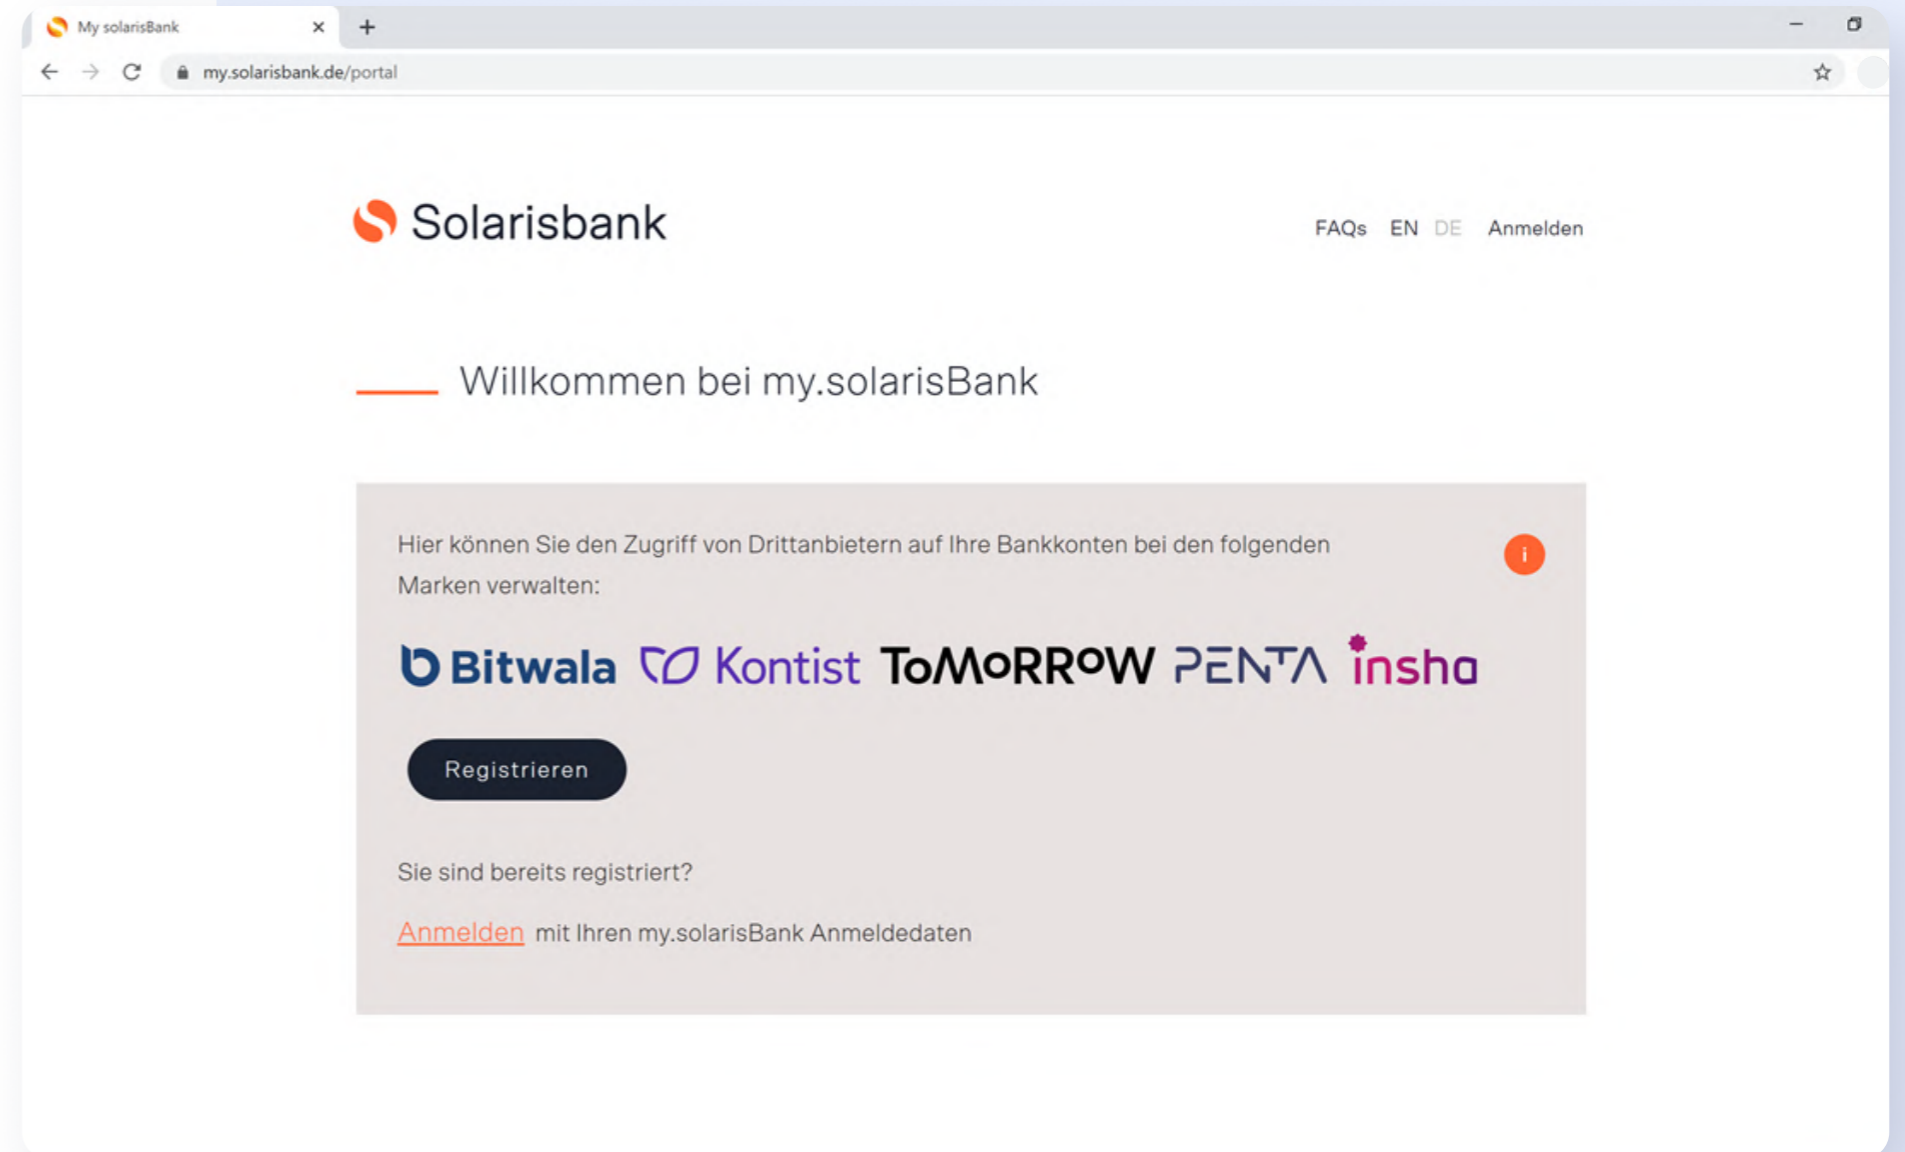 My solarisBank
my.solarisbank.de/portal
Solarisbank
FAQs EN DE Anmelden
Willkommen bei my.solarisBank
Hier können Sie den Zugriff von Drittanbietern auf Ihre Bankkonten bei den folgenden
Marken verwalten:
i
Bitwala Kontist ToMoRRoW PENTA insha
Registrieren
Sie sind bereits registriert?
Anmelden mit Ihren my.solarisBank Anmeldedaten